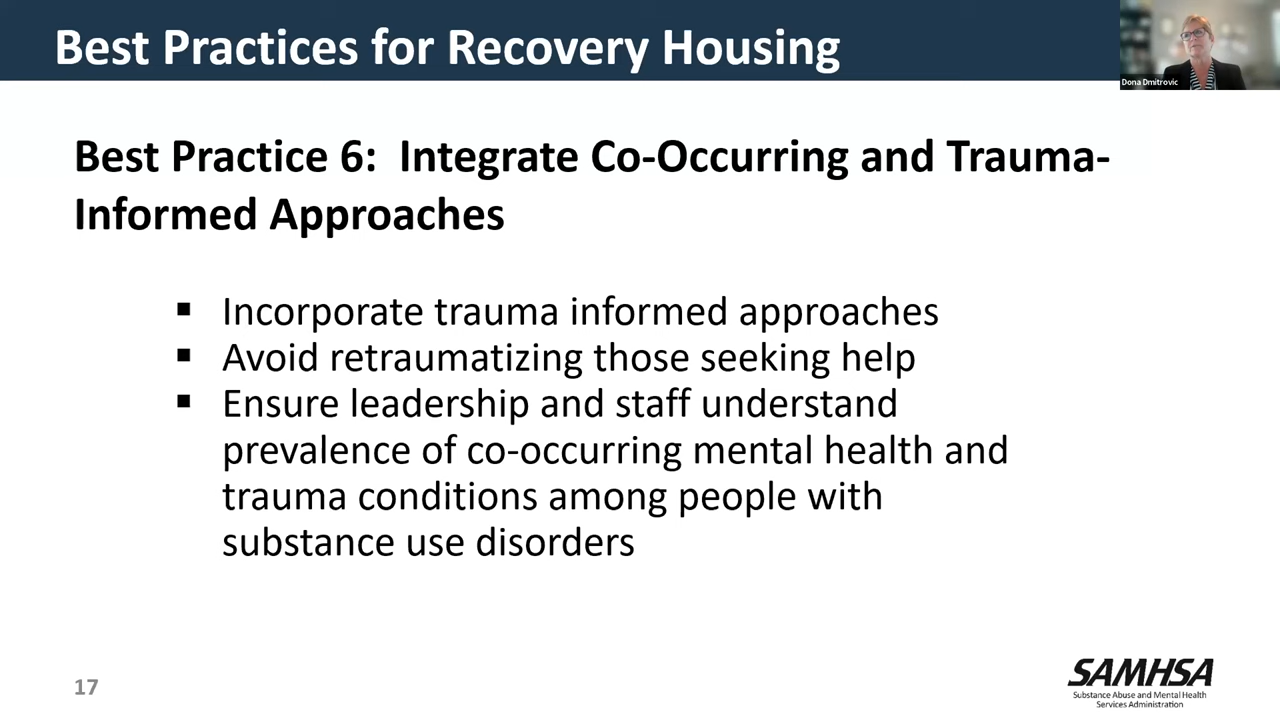 Best Practices for Recovery Housing
Dona Dmitrovic
Best Practice 6:  Integrate Co-Occurring and Trauma-
Informed Approaches
▪ Incorporate trauma informed approaches
▪ Avoid retraumatizing those seeking help
▪ Ensure leadership and staff understand
prevalence of co-occurring mental health and
trauma conditions among people with
substance use disorders
17
SAMHSA
Substance Abuse and Mental Health
Services Administration